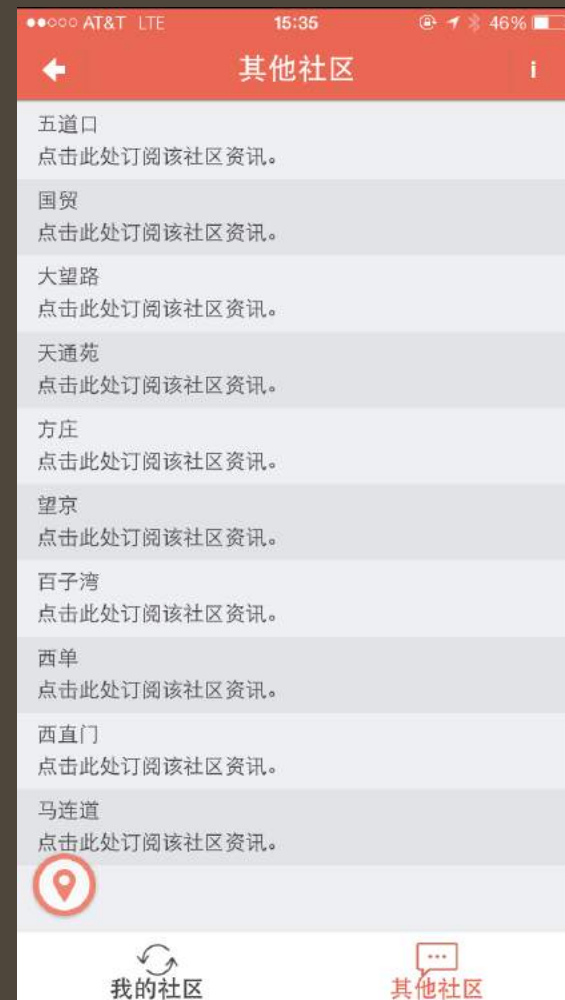 AT&T LTE 15:35 46%
其他社区 i
五道口
点击此处订阅该社区资讯。
国贸
点击此处订阅该社区资讯。
大望路
点击此处订阅该社区资讯。
天通苑
点击此处订阅该社区资讯。
方庄
点击此处订阅该社区资讯。
望京
点击此处订阅该社区资讯。
百子湾
点击此处订阅该社区资讯。
西单
点击此处订阅该社区资讯。
西直门
点击此处订阅该社区资讯。
马连道
点击此处订阅该社区资讯。
我的社区 其他社区